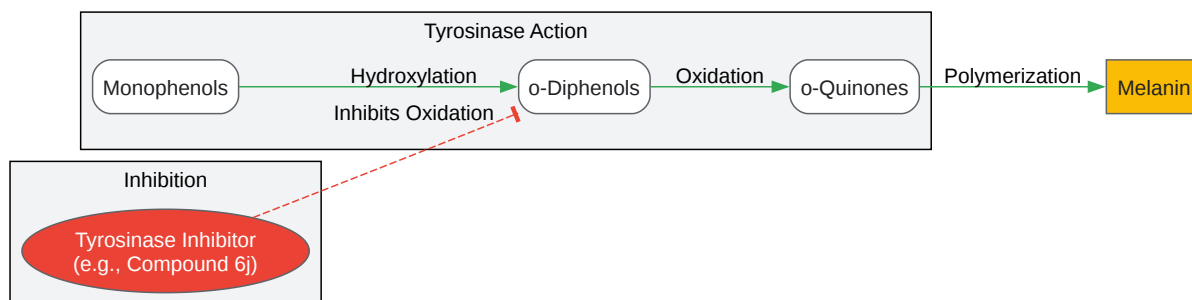 Tyrosinase Action
Monophenols
Hydroxylation
o-Diphenols
Oxidation
o-Quinones
Polymerization
Melanin
Inhibits Oxidation
Inhibition
Tyrosinase Inhibitor
(e.g., Compound 6j)